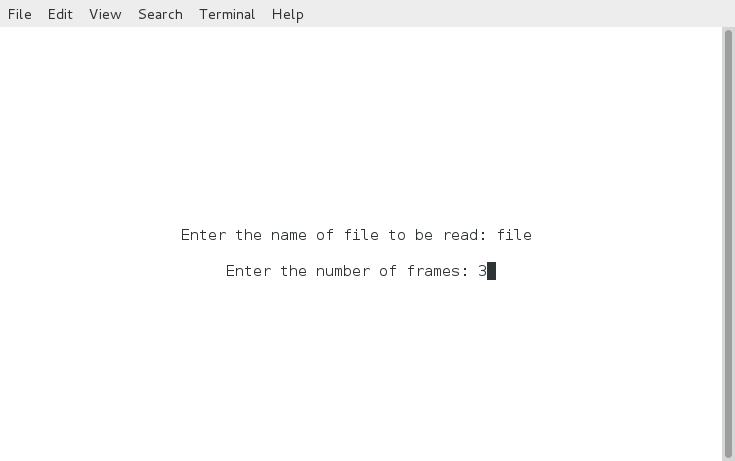 File Edit View Search Terminal Help
Enter the name of file to be read: file
Enter the number of frames: 3